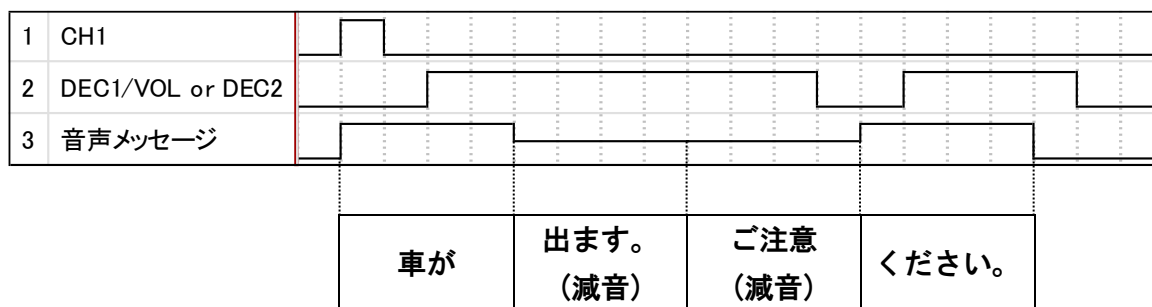 1 CH1
2 DEC1/VOL or DEC2
3 音声メッセージ
車が
出ます。
（減音）
ご注意
（減音）
ください。